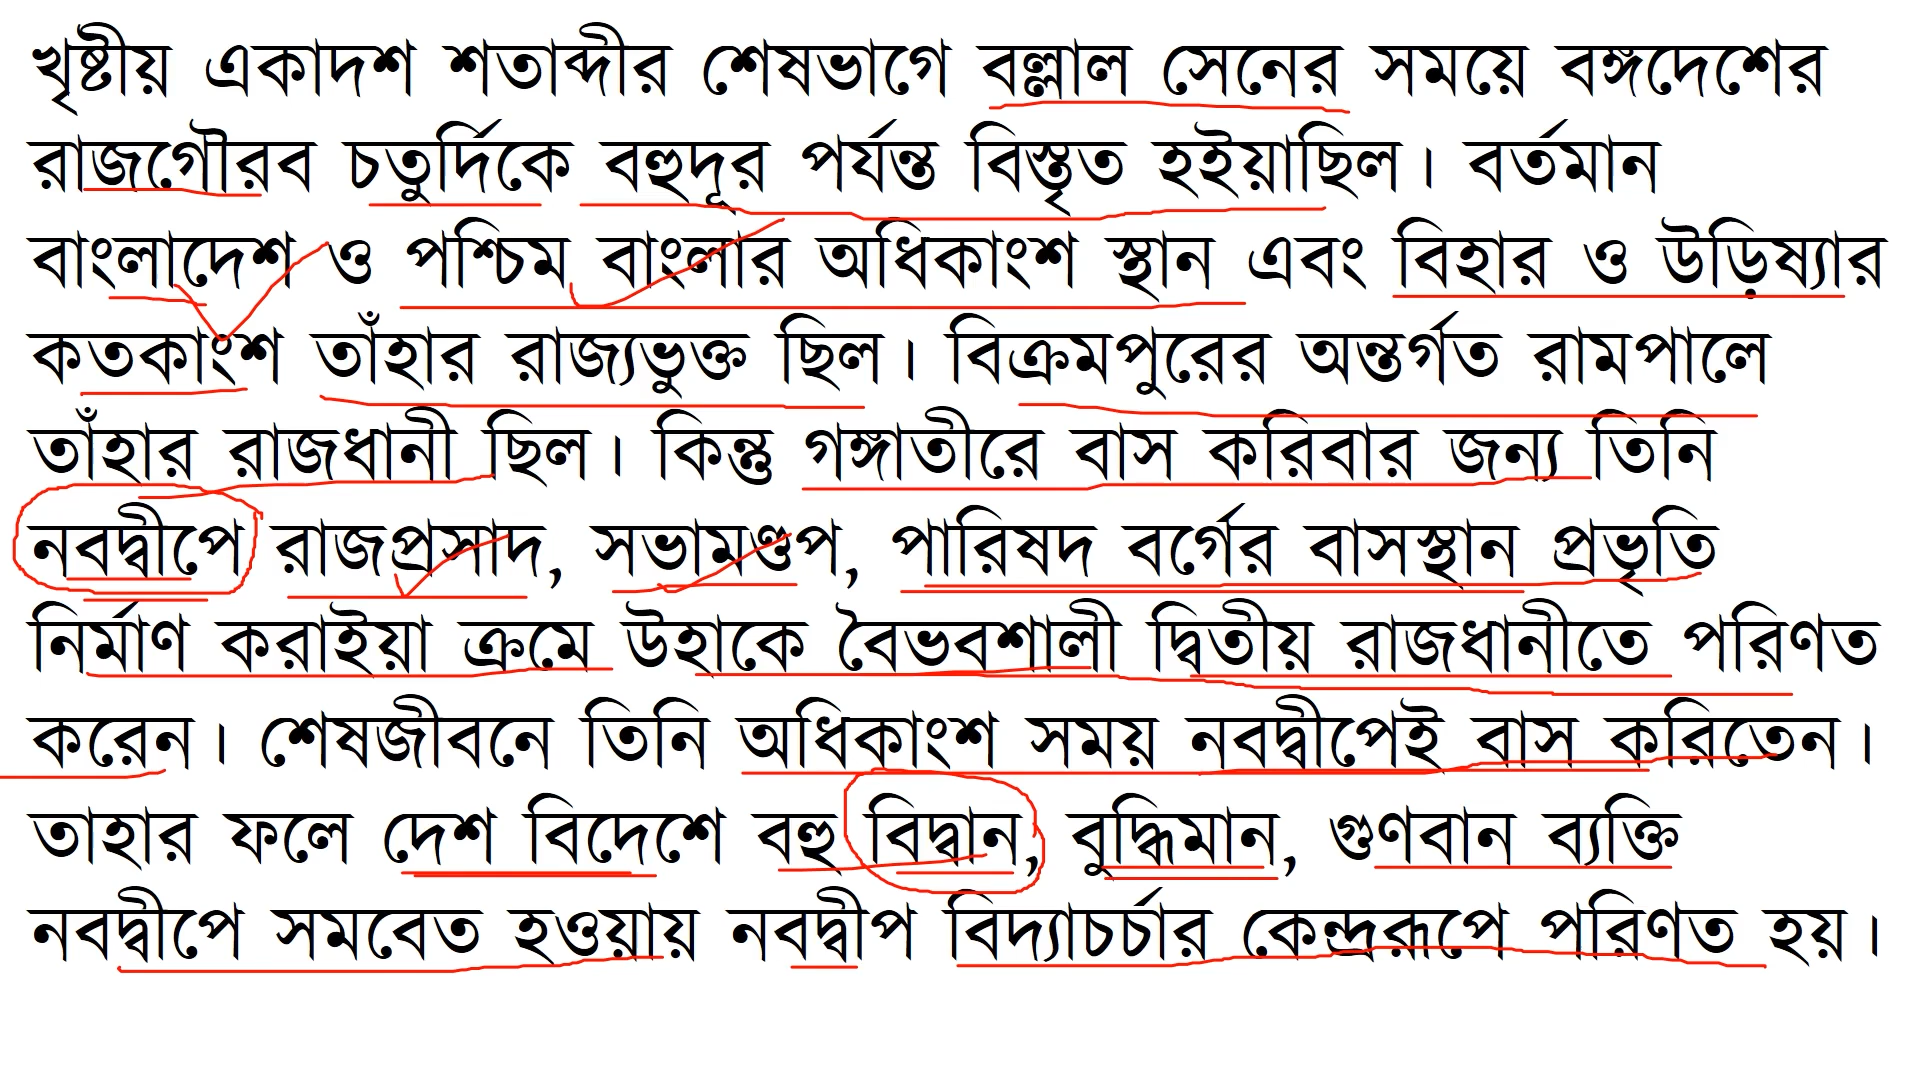 খৃষ্টীয় একাদশ শতাব্দীর শেষভাগে বল্লাল সেনের সময়ে বঙ্গদেশের
রাজগৌরব চতুর্দিকে বহুদূর পর্যন্ত বিস্তৃত হইয়াছিল। বর্তমান
বাংলাদেশ ও পশ্চিম বাংলার অধিকাংশ স্থান এবং বিহার ও উড়িষ্যার
কতকাংশ তাঁহার রাজ্যভুক্ত ছিল। বিক্রমপুরের অন্তর্গত রামপালে
তাঁহার রাজধানী ছিল। কিন্তু গঙ্গাতীরে বাস করিবার জন্য তিনি
নবদ্বীপে রাজপ্রসাদ, সভামণ্ডপ, পারিষদ বর্গের বাসস্থান প্রভৃতি
নির্মাণ করাইয়া ক্রমে উহাকে বৈভবশালী দ্বিতীয় রাজধানীতে পরিণত
করেন। শেষজীবনে তিনি অধিকাংশ সময় নবদ্বীপেই বাস করিতেন।
তাহার ফলে দেশ বিদেশে বহু বিদ্বান, বুদ্ধিমান, গুণবান ব্যক্তি
নবদ্বীপে সমবেত হওয়ায় নবদ্বীপ বিদ্যাচর্চার কেন্দ্ররূপে পরিণত হয়।